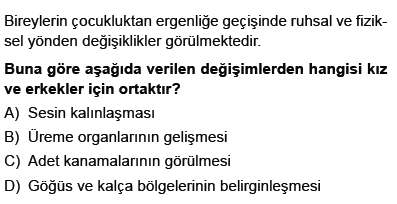 Bireylerin çocukluktan ergenliğe geçişinde ruhsal ve fizik-
sel yönden değişiklikler görülmektedir.
Buna göre aşağıda verilen değişimlerden hangisi kız
ve erkekler için ortaktır?
A) Sesin kalınlaşması
B) Üreme organlarının gelişmesi
C) Adet kanamalarının görülmesi
D) Göğüs ve kalça bölgelerinin belirginleşmesi